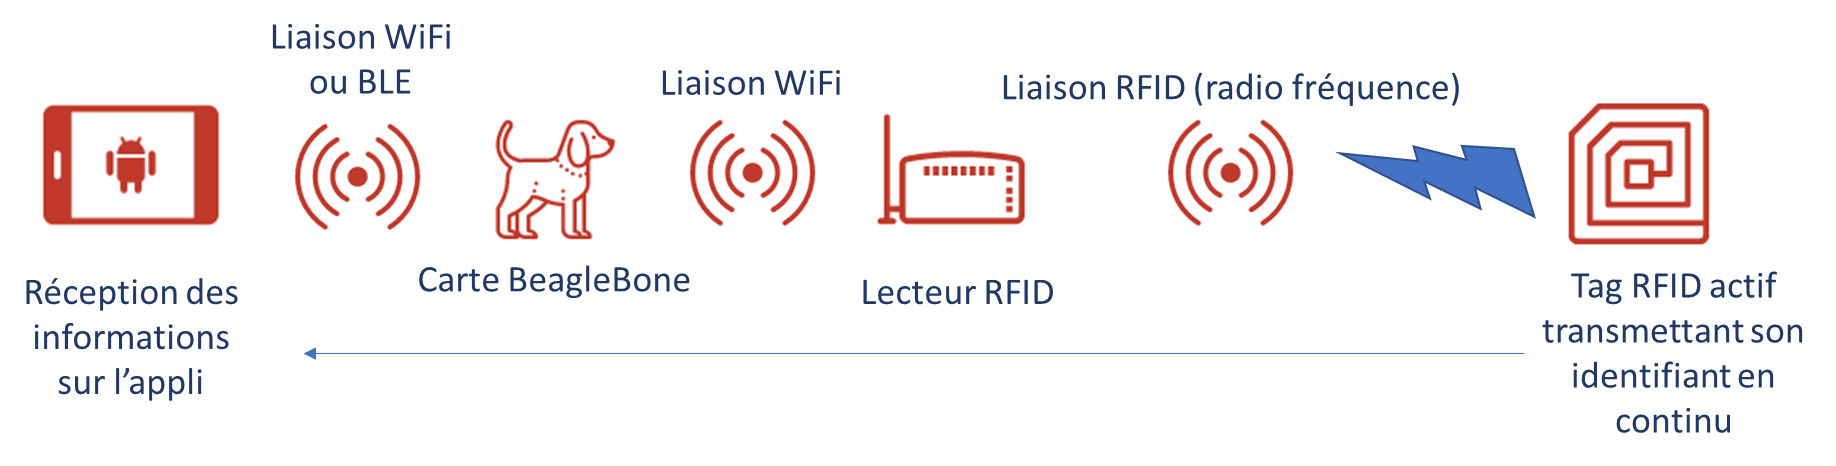 Liaison WiFi
ou BLE
Liaison WiFi
Liaison RFID (radio fréquence)
Carte BeagleBone
Lecteur RFID
Réception des
informations
sur l’appli
Tag RFID actif
transmettant son
identifiant en
continu